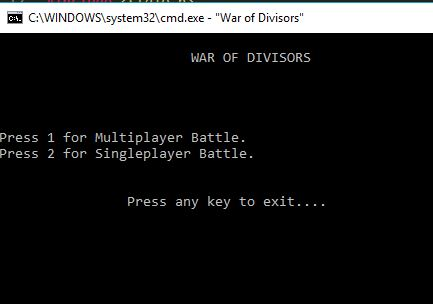 C:\WINDOWS\system32\cmd.exe - "War of Divisors"
WAR OF DIVISORS
Press 1 for Multiplayer Battle.
Press 2 for Singleplayer Battle.
Press any key to exit....